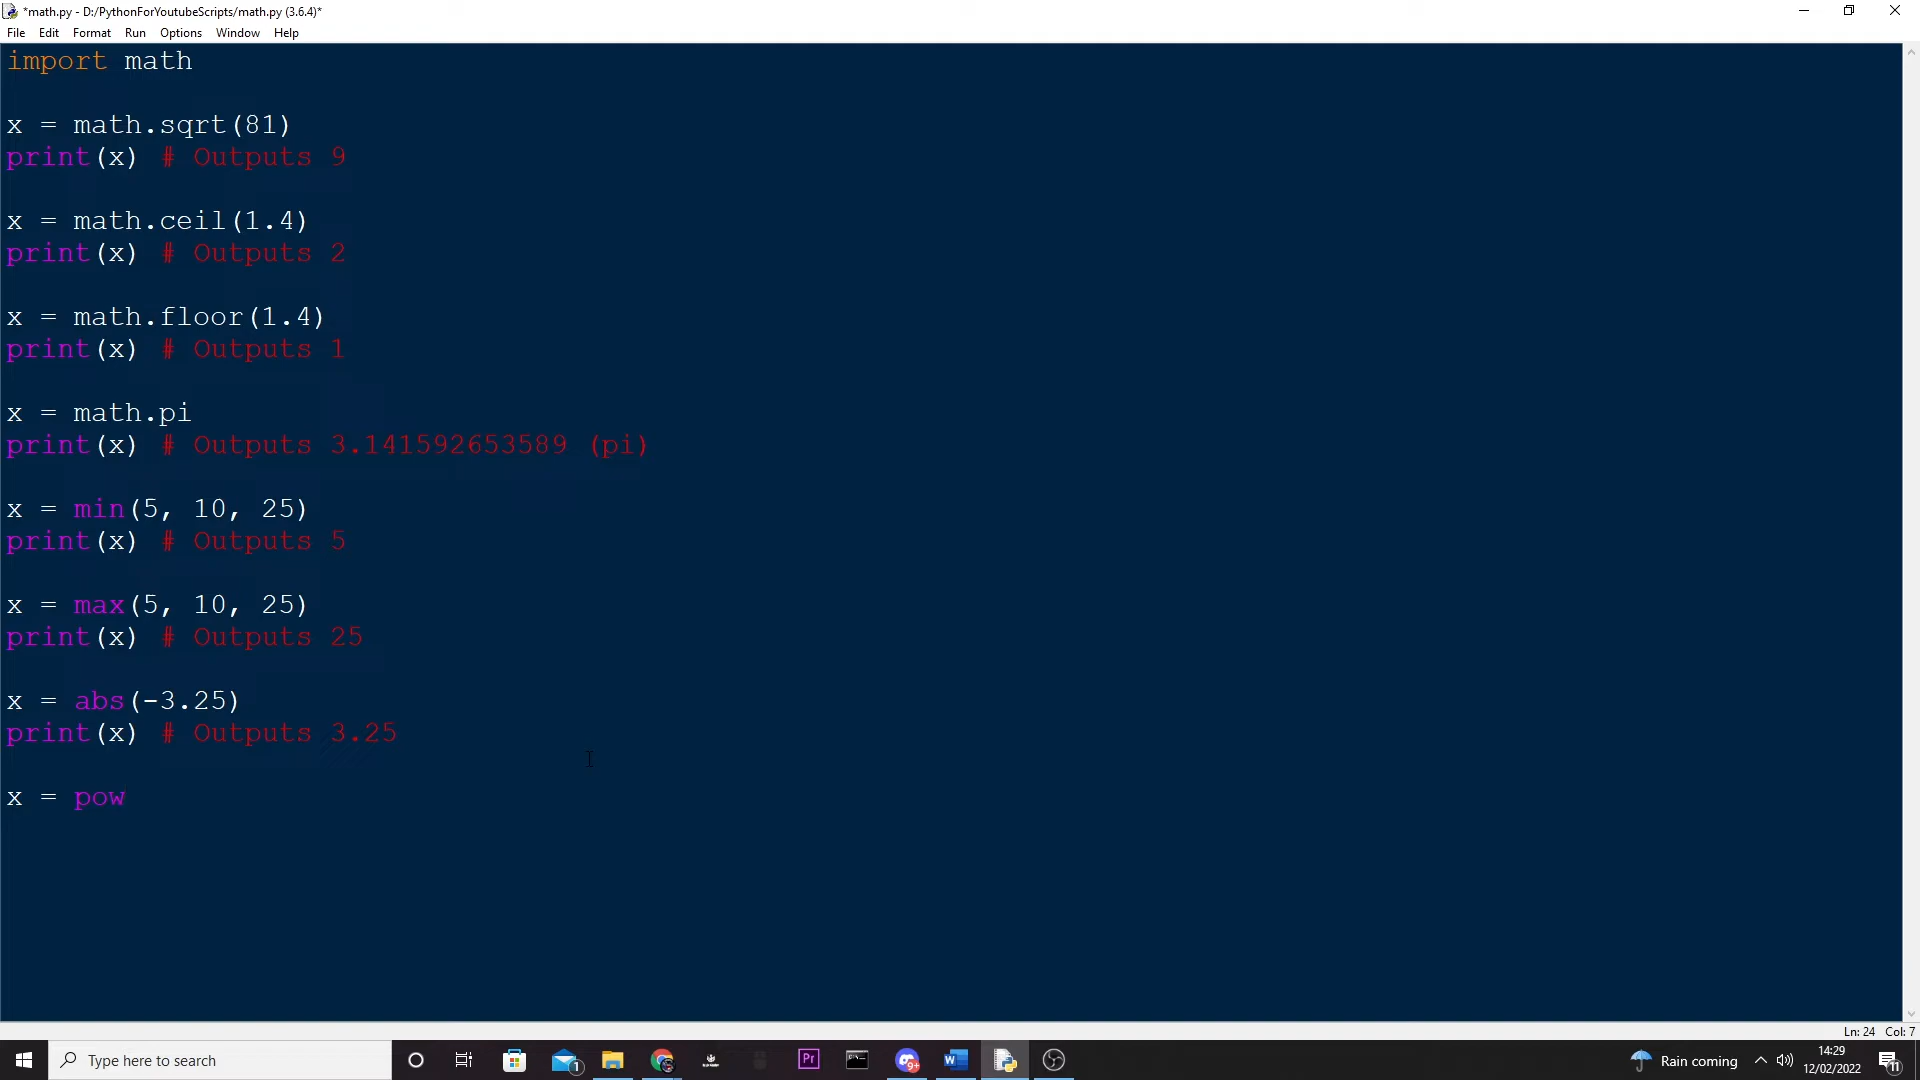 *math.py - D:/PythonForYoutubeScripts/math.py (3.6.4)*
File Edit Format Run Options Window Help
import math
x = math.sqrt(81)
print(x) # Outputs 9
x = math.ceil(1.4)
print(x) # Outputs 2
x = math.floor(1.4)
print(x) # Outputs 1
x = math.pi
print(x) # Outputs 3.141592653589 (pi)
x = min(5, 10, 25)
print(x) # Outputs 5
x = max(5, 10, 25)
print(x) # Outputs 25
x = abs(-3.25)
print(x) # Outputs 3.25
x = pow
Ln: 24 Col: 7
Type here to search
1
Pr
9+
W
Rain coming
14:29
12/02/2022
11